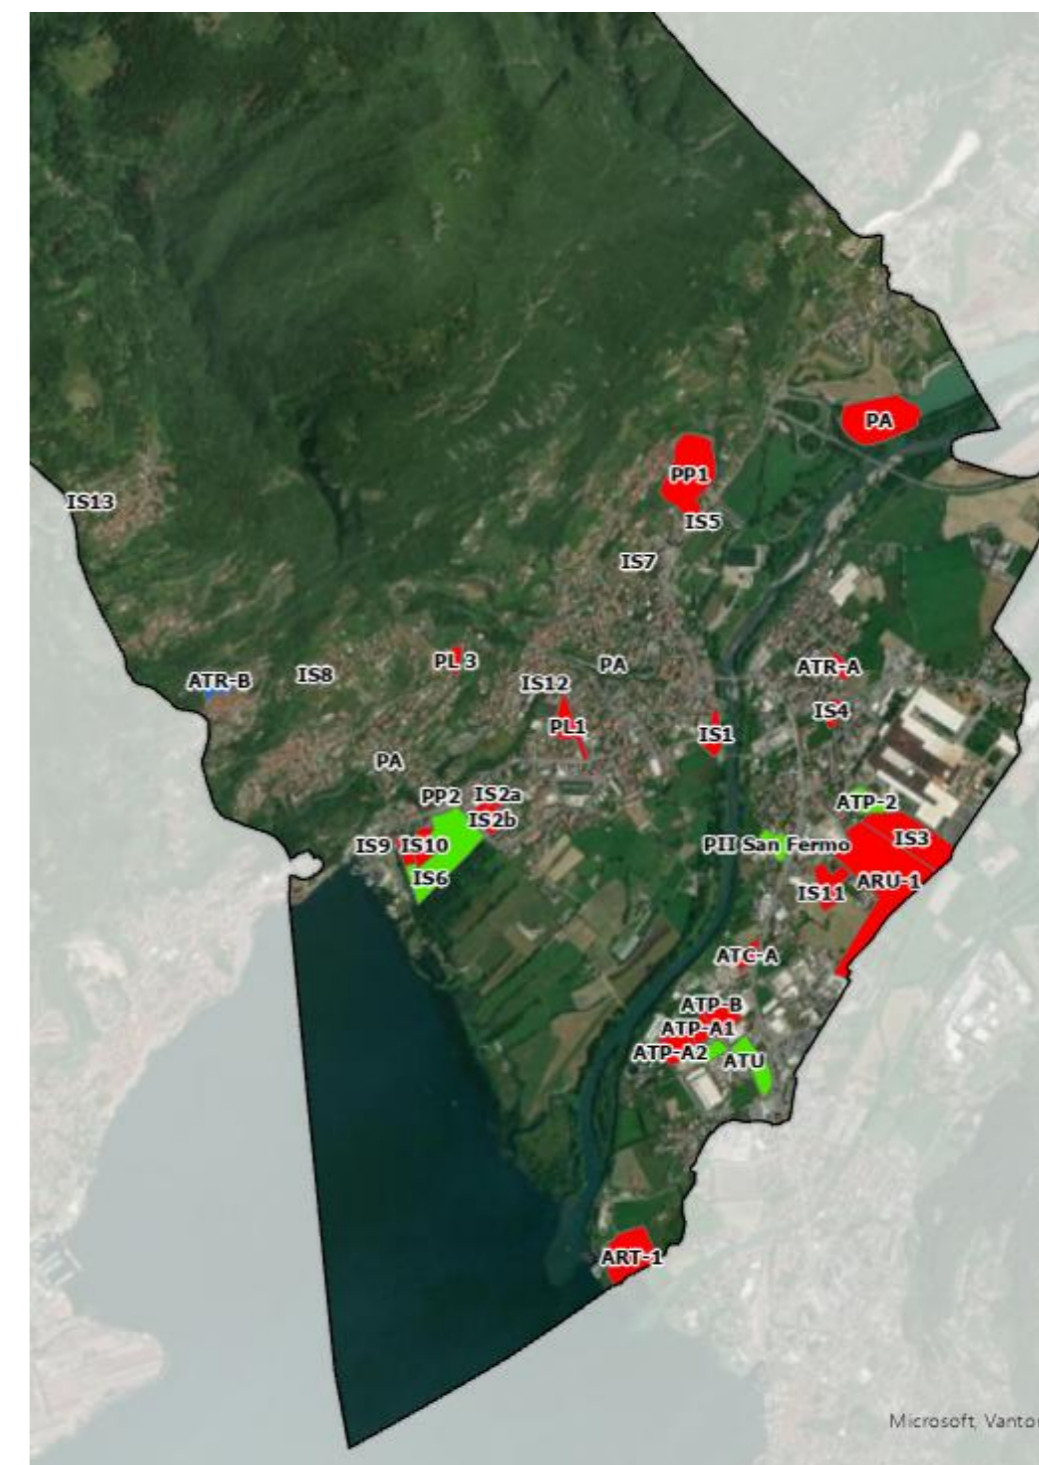 PA
PP1
IS13
IS5
IS7
PL 3
PA
ATR-A
IS8
ATR-B
IS12
IS4
PL1
IS1
PA
PP2
IS2a
ATP-2
IS2b
IS9
IS10
PII San Fermo
IS3
IS6
ARU-1
IS11
ATC-A
ATP-B
ATP-A1
ATP-A2
ATU
ART-1
Microsoft, Vantor